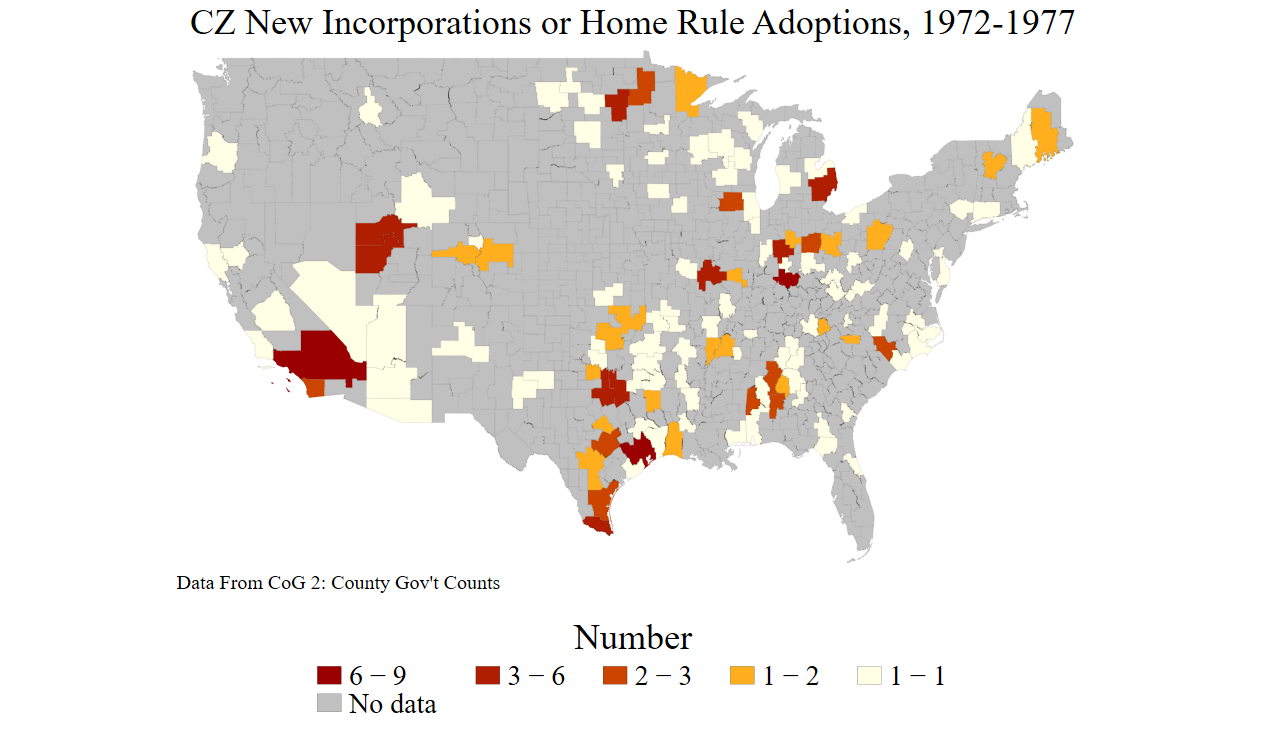 CZ New Incorporations or Home Rule Adoptions, 1972-1977
Data From CoG 2: County Gov't Counts
Number
6 − 9 3 − 6 2 − 3 1 − 2 1 − 1
No data